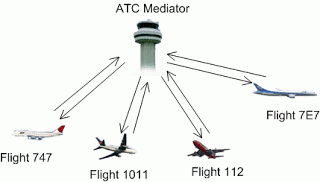 ATC Mediator
Flight 7E7
Flight 747
Flight 1011
Flight 112